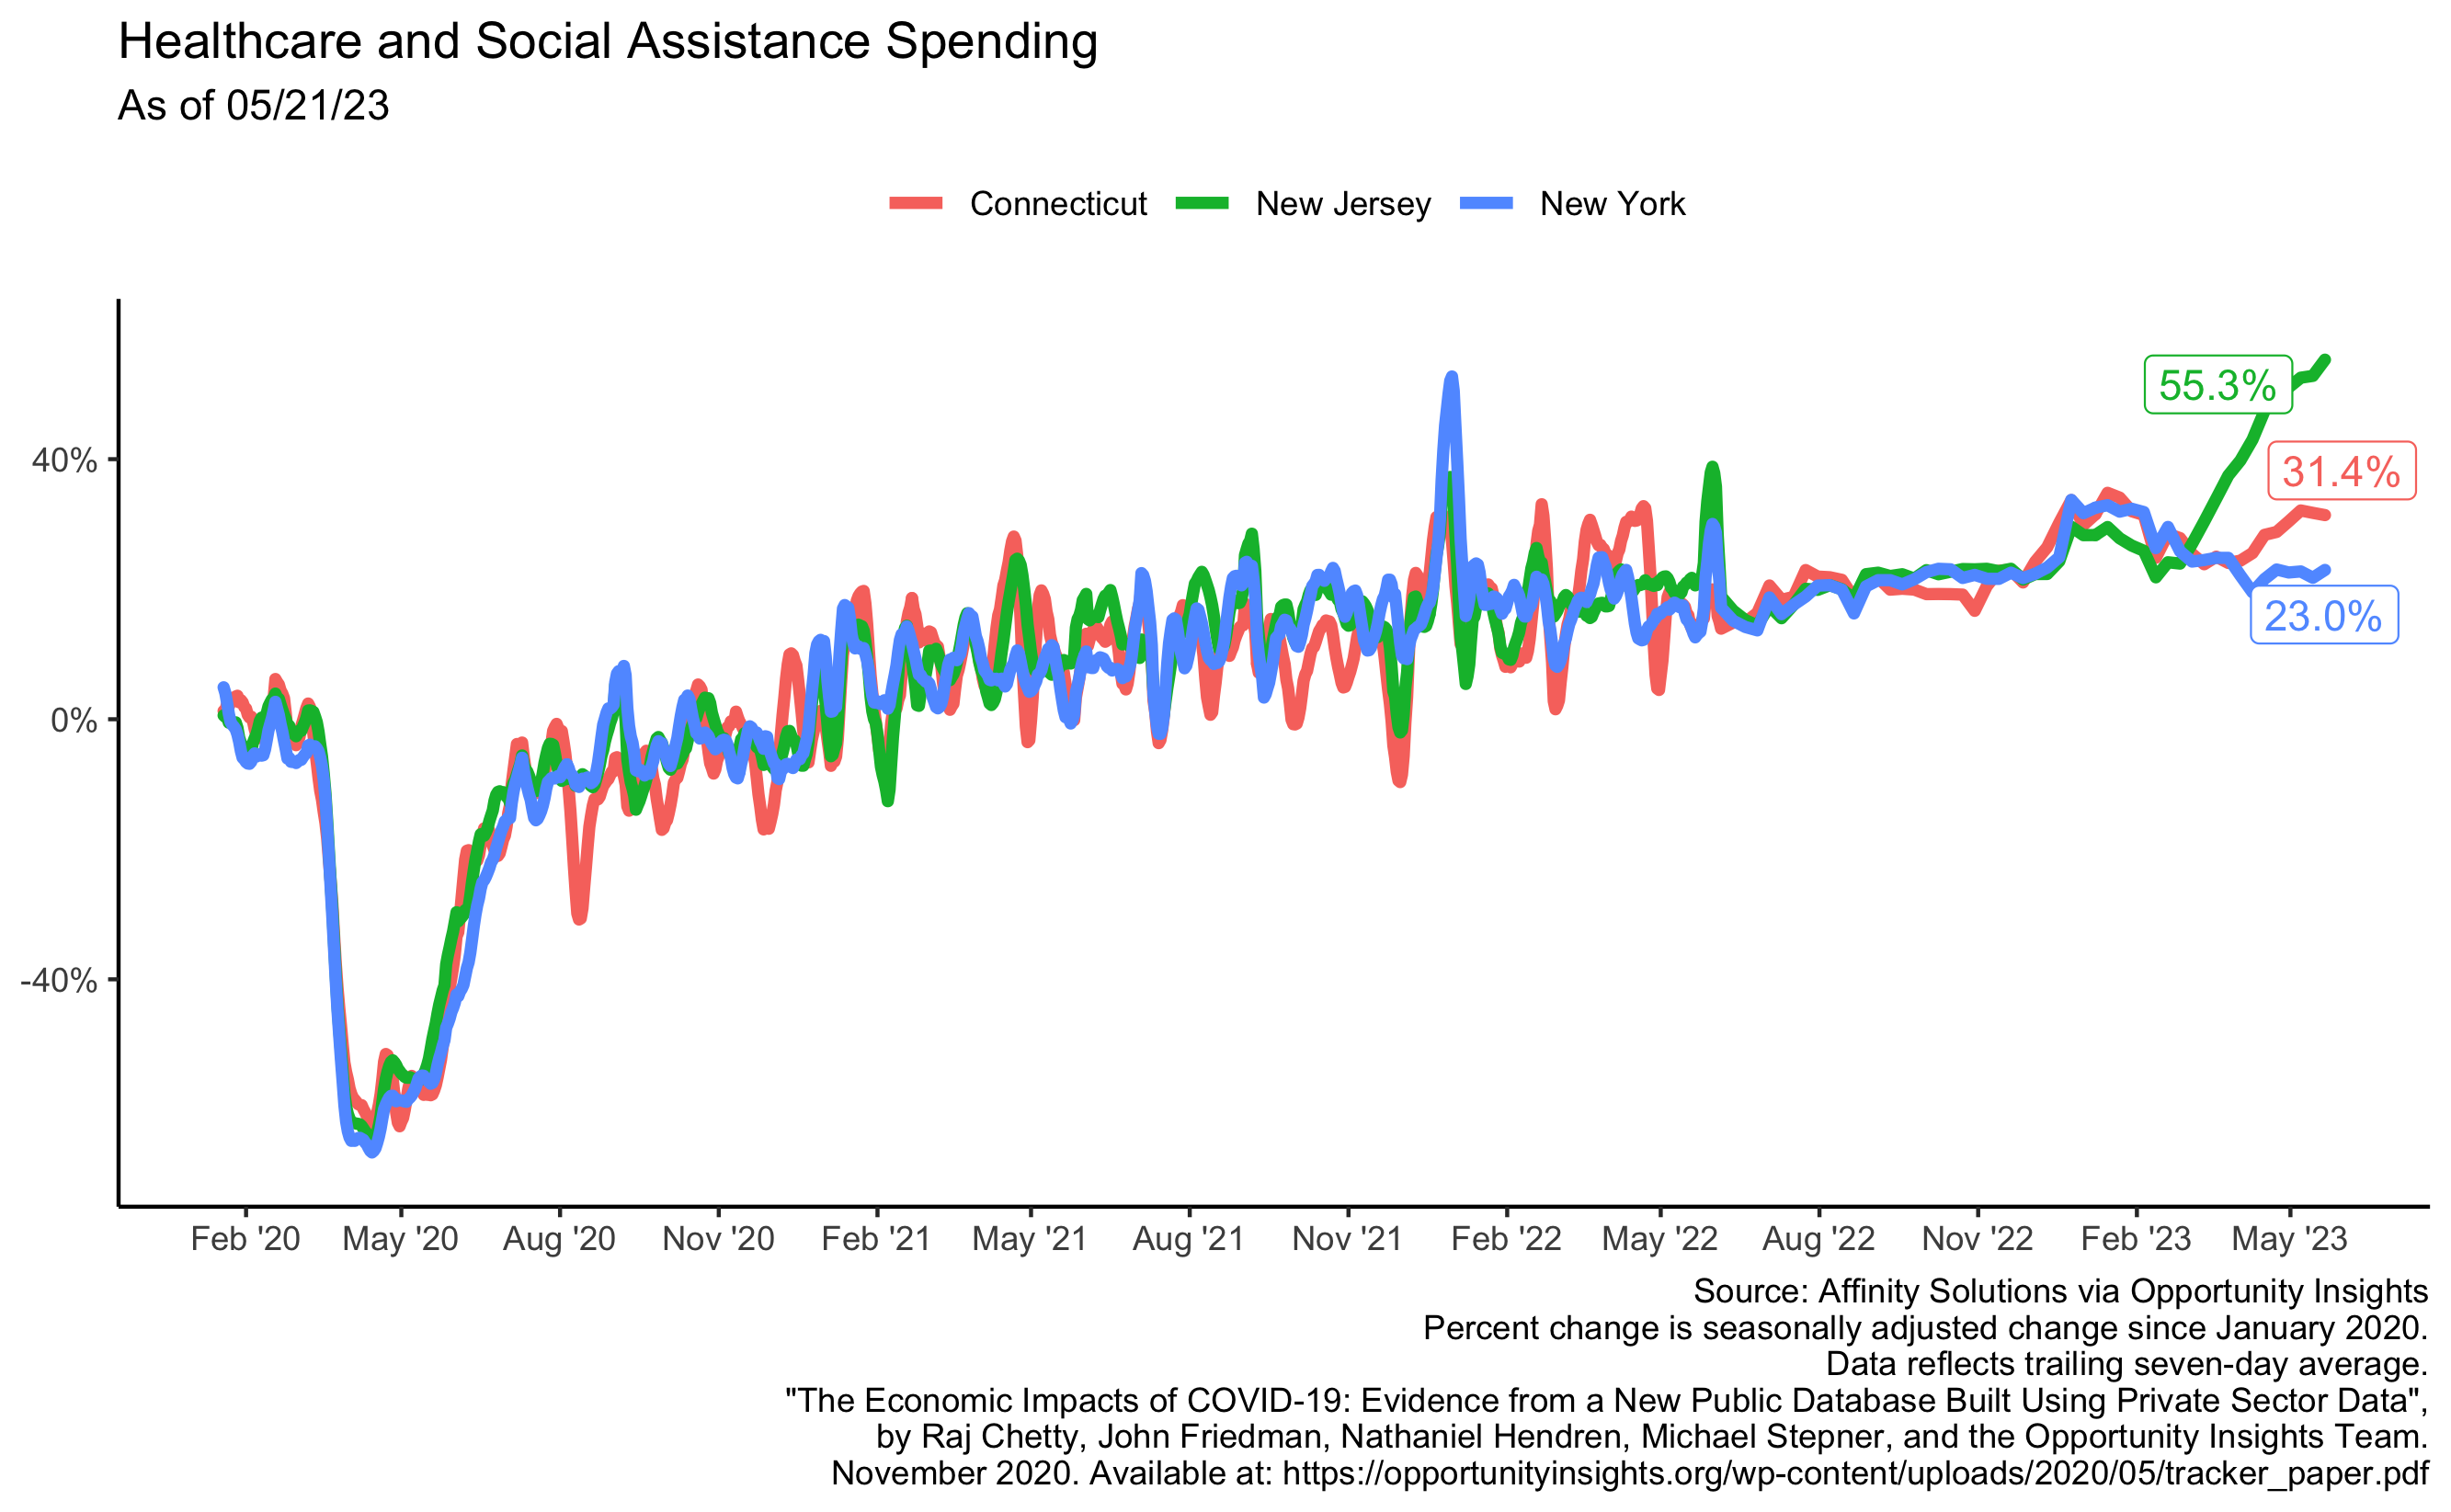 Healthcare and Social Assistance Spending
As of 05/21/23
Connecticut New Jersey New York
55.3%
40%
31.4%
23.0%
0%
-40%
Feb '20 May '20 Aug '20 Nov '20 Feb '21 May '21 Aug '21 Nov '21 Feb '22 May '22 Aug '22 Nov '22 Feb '23 May '23
Source: Affinity Solutions via Opportunity Insights
Percent change is seasonally adjusted change since January 2020.
Data reflects trailing seven-day average.
"The Economic Impacts of COVID-19: Evidence from a New Public Database Built Using Private Sector Data",
by Raj Chetty, John Friedman, Nathaniel Hendren, Michael Stepner, and the Opportunity Insights Team.
November 2020. Available at: https://opportunityinsights.org/wp-content/uploads/2020/05/tracker_paper.pdf